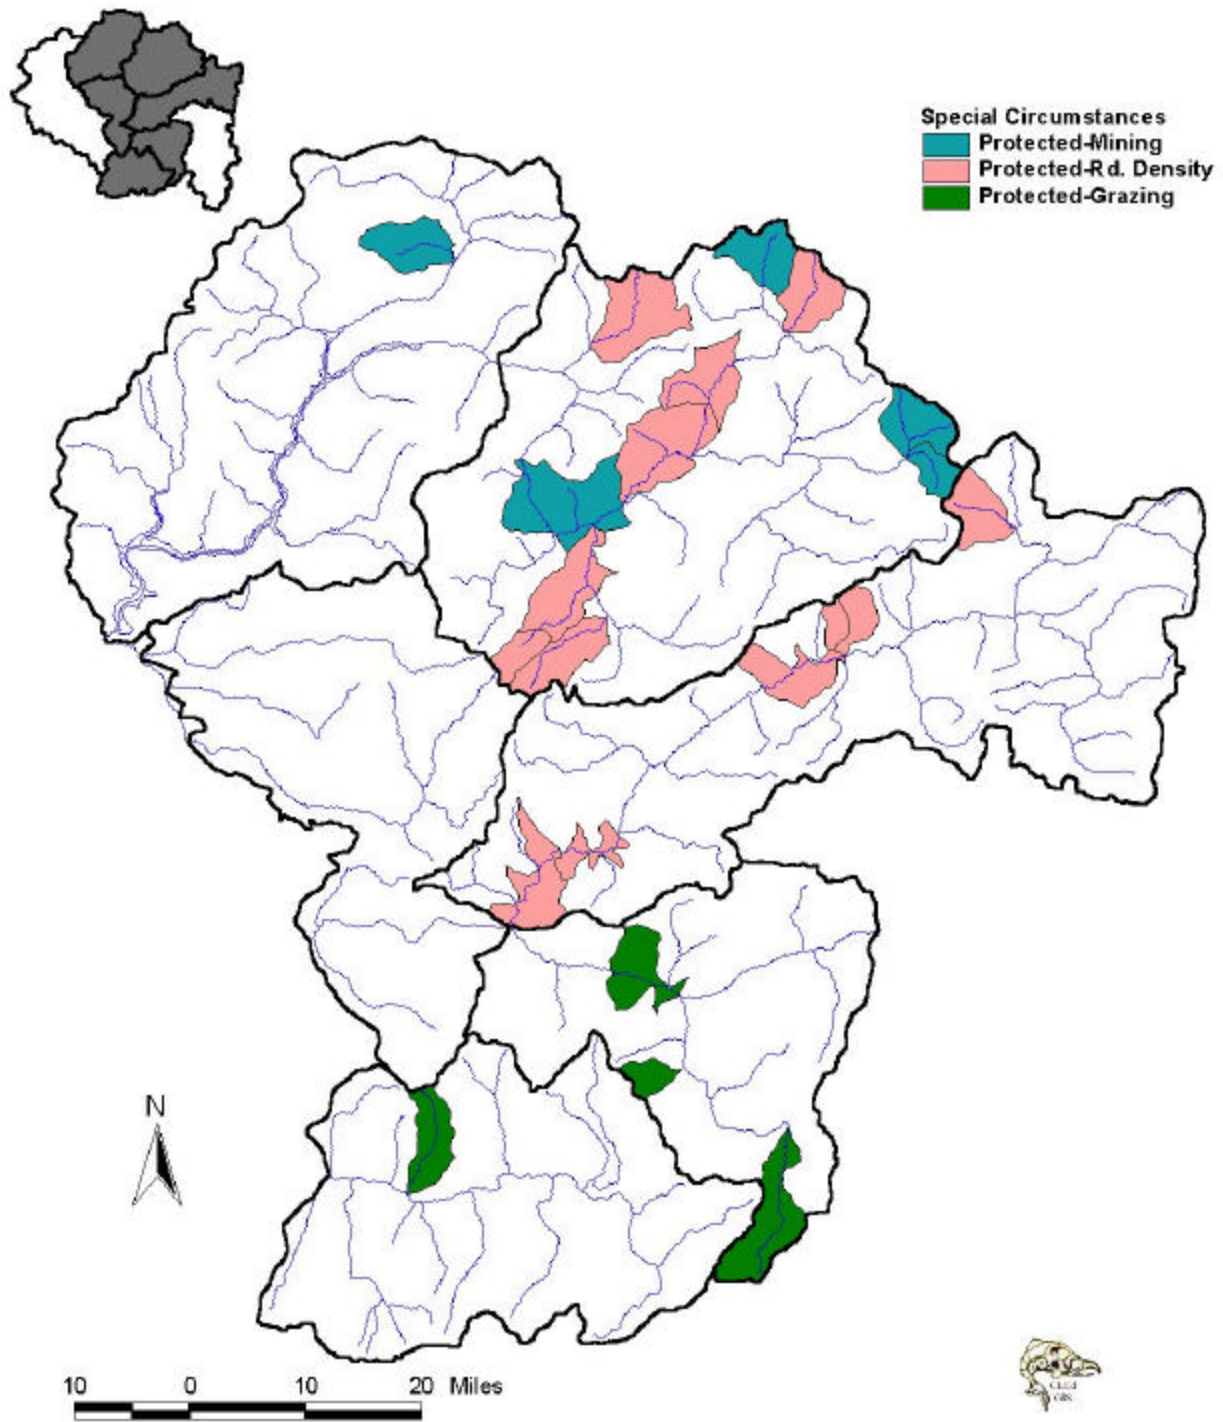 Special Circumstances
Protected-Mining
Protected-Rd. Density
Protected-Grazing
N
10 0 10 20 Miles